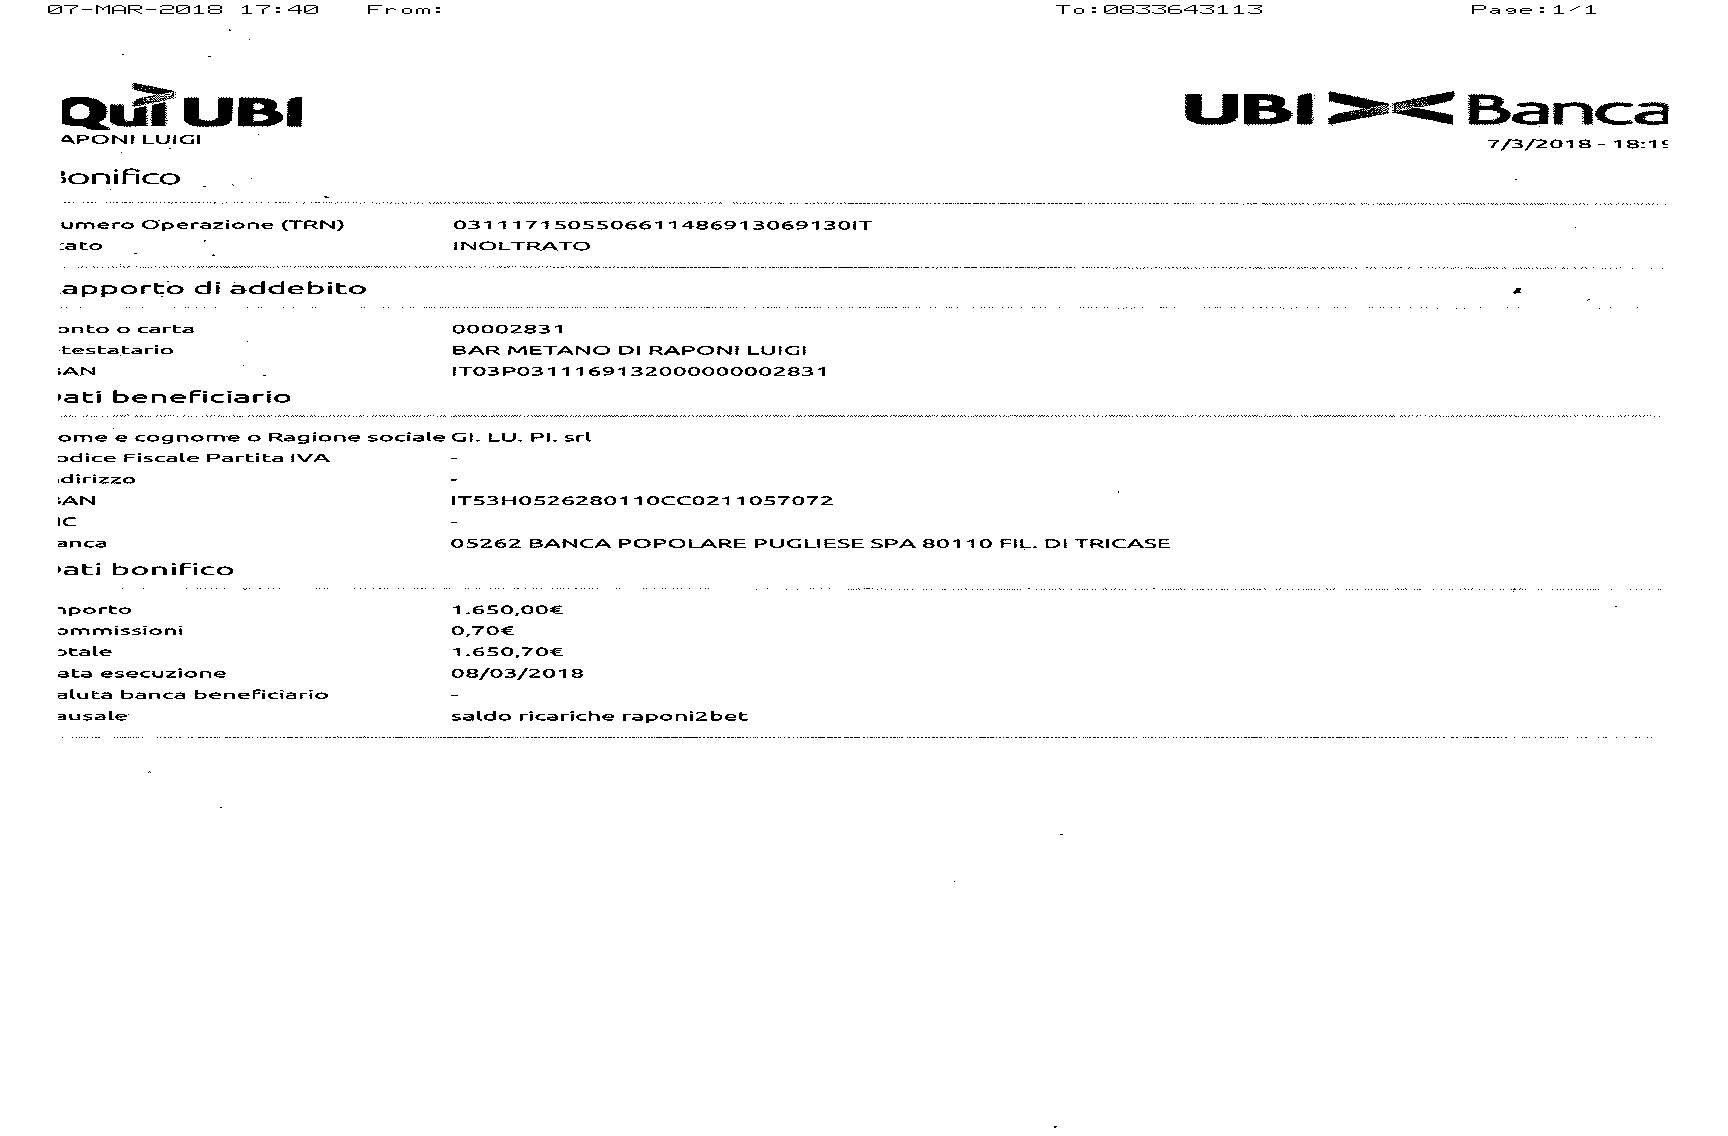 07-MAR-2018 17:40 From: To:0833643113 Page:1/1
Quì UBI UBI Banca
APONI LUIGI
7/3/2018 - 18:19
onifico
umero Operazione (TRN) 0311171505506611486913069130IT
ato INOLTRATO
apporto di addebito
onto o carta 00002831
testatario BAR METANO DI RAPONI LUIGI
AN IT03P0311169132000000002831
ati beneficiario
ome e cognome o Ragione sociale GI. LU. PI. srl
odice Fiscale Partita IVA -
dirizzo -
AN IT53H0526280110CC0211057072
IC -
anca 05262 BANCA POPOLARE PUGLIESE SPA 80110 FIL. DI TRICASE
ati bonifico
nporto 1.650,00€
ommissioni 0,70€
otale 1.650,70€
ata esecuzione 08/03/2018
aluta banca beneficiario -
ausale saldo ricariche raponi2bet